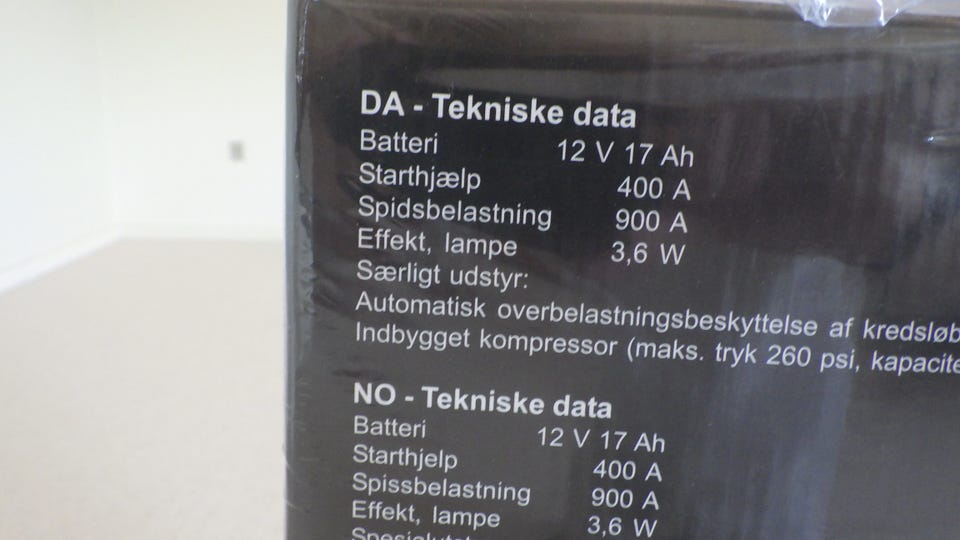 DA - Tekniske data
Batteri 12 V 17 Ah
Starthjælp 400 A
Spidsbelastning 900 A
Effekt, lampe 3,6 W
Særligt udstyr:
Automatisk overbelastningsbeskyttelse af kredsløb
Indbygget kompressor (maks. tryk 260 psi,
NO - Tekniske data
Batteri 12 V 17 Ah
Starthjelp 400 A
Spissbelastning 900 A
Effekt, lampe 3,6 W